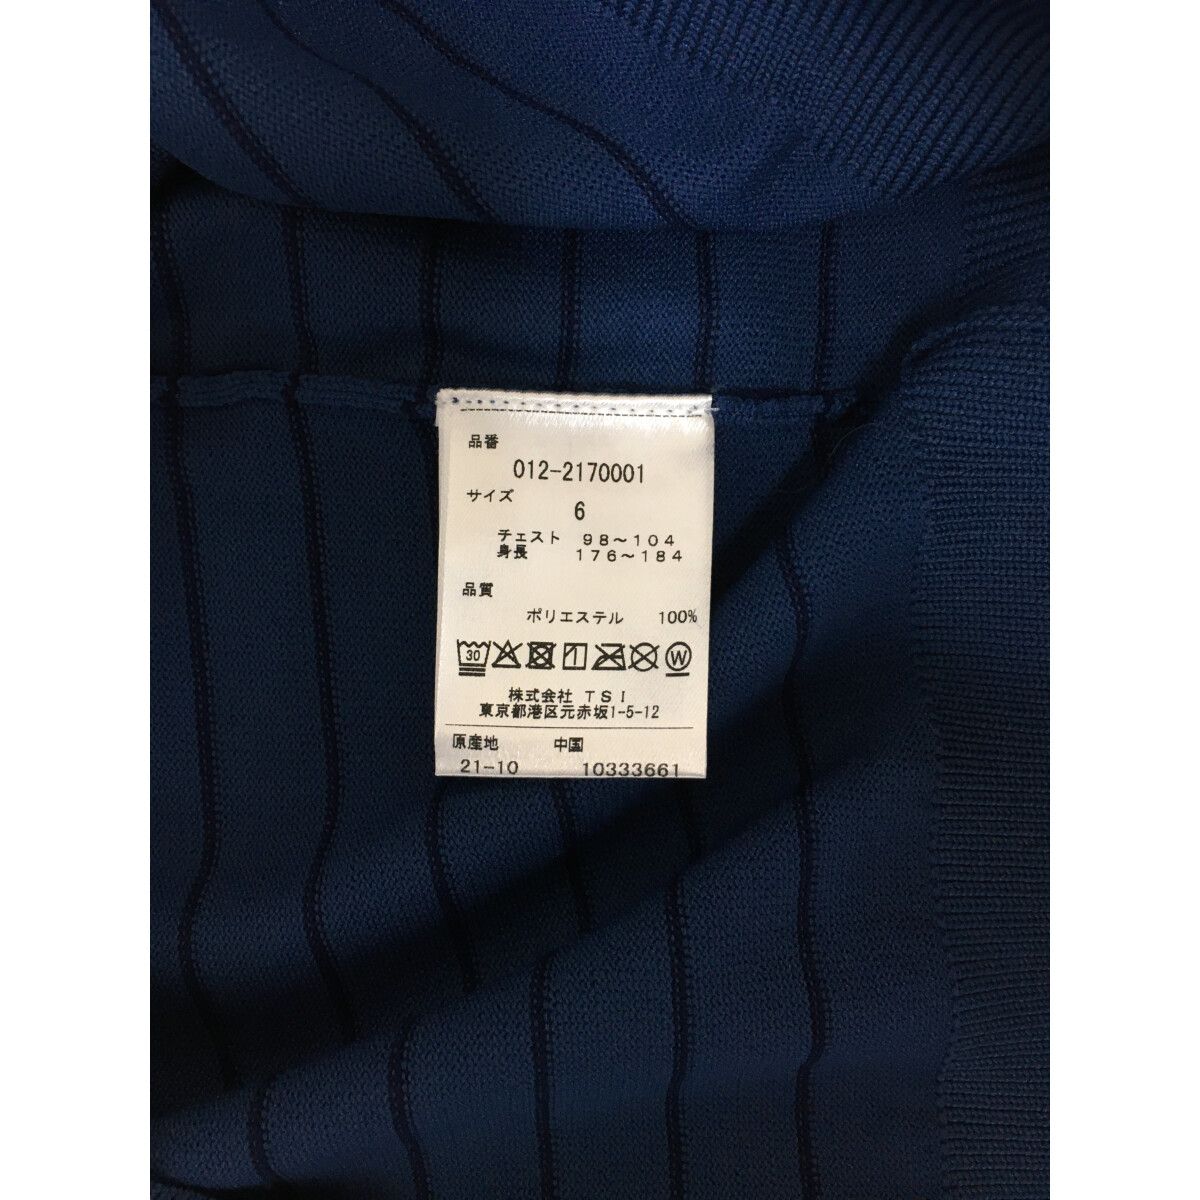 品番
012-2170001
サイズ
6
チェスト 98～104
身長 176～184
品質
ポリエステル 100%
30 W
株式会社 TSI
東京都港区元赤坂1-5-12
原産地 中国
21-10 10333661